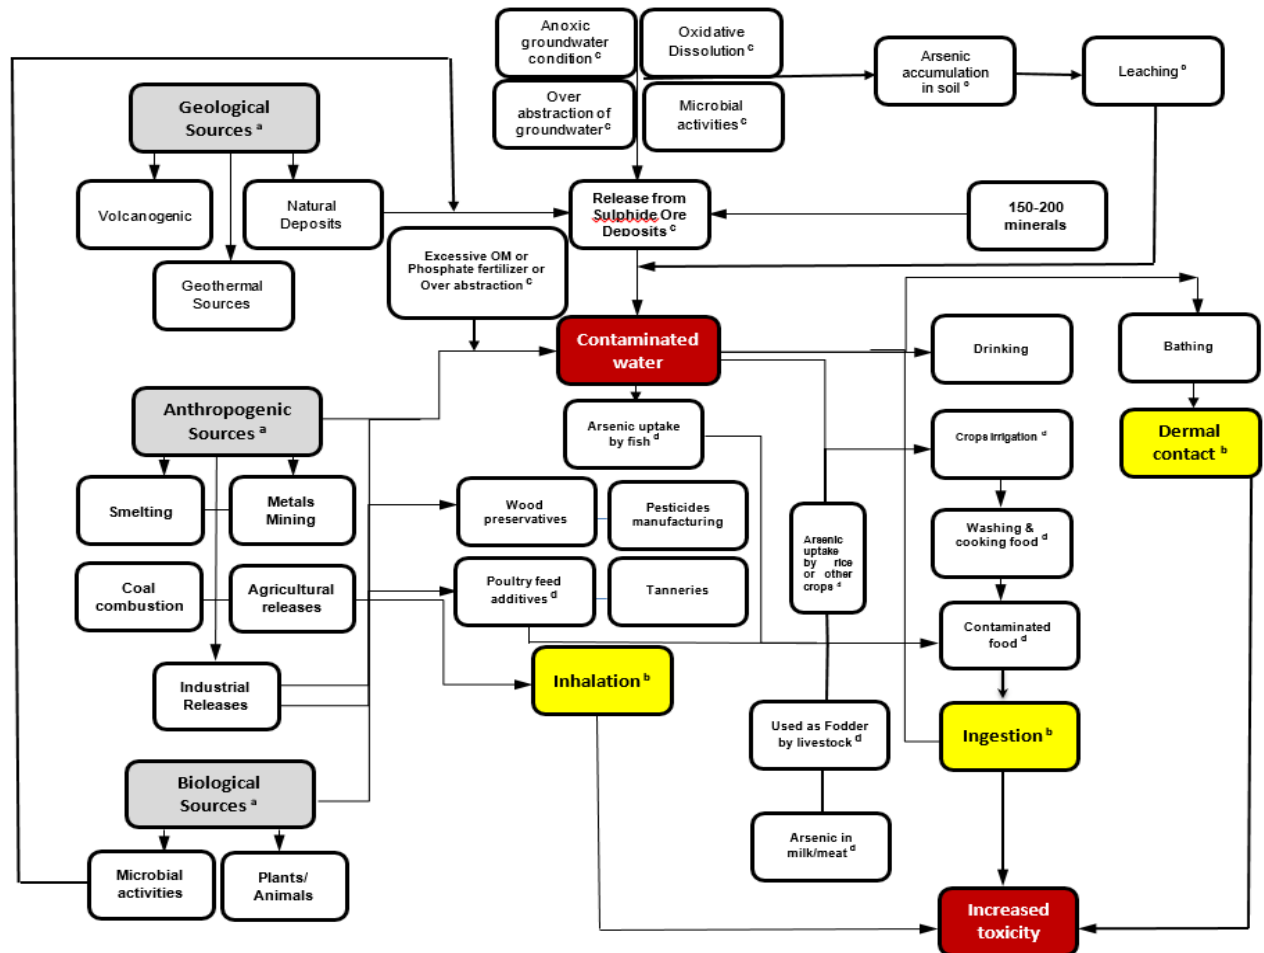 Anoxic
groundwater
condition c
Oxidative
Dissolution c
Over
abstraction of
groundwater c
Microbial
activities c
Arsenic
accumulation
in soil c
Leaching
Geological
Sources a
Volcanogenic
Natural
Deposits
Geothermal
Sources
Release from
Sulphide Ore
Deposits c
150-200
minerals
Excessive OM or
Phosphate fertilizer or
Over abstraction c
Contaminated
water
Drinking
Bathing
Anthropogenic
Sources a
Arsenic uptake
by fish d
Crops Irrigation d
Dermal
contact b
Smelting
Metals
Mining
Wood
preservatives
Pesticides
manufacturing
Arsenic
uptake
by rice
or other
crops d
Washing &
cooking food d
Coal
combustion
Agricultural
releases
Poultry feed
additives d
Tanneries
Contaminated
food d
Industrial
Releases
Inhalation b
Used as Fodder
by livestock d
Ingestion b
Biological
Sources a
Microbial
activities
Plants/
Animals
Arsenic in
milk/meat d
Increased
toxicity